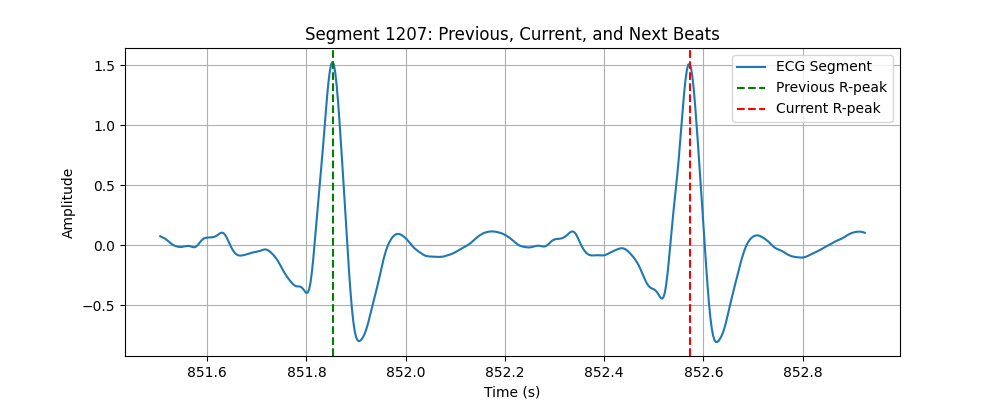 Segment 1207: Previous, Current, and Next Beats
ECG Segment
Previous R-peak
Current R-peak
1.5
1.0
0.5
0.0
−0.5
Amplitude
851.6 851.8 852.0 852.2 852.4 852.6 852.8
Time (s)